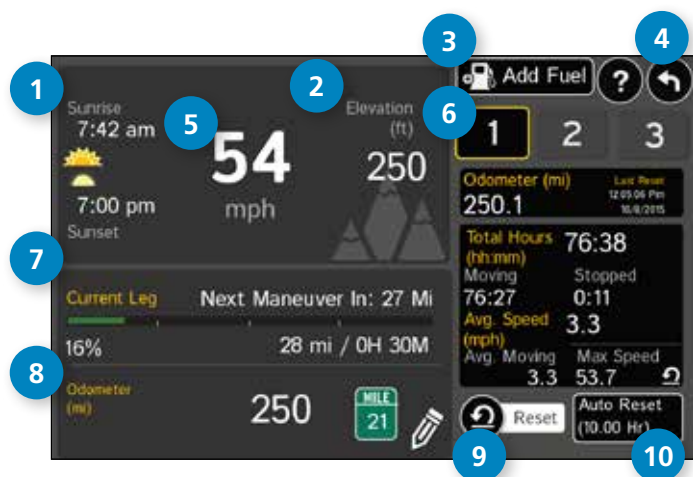 1
Sunrise
7:42 am
7:00 pm
Sunset
5
54
mph
2
Elevation
(ft)
250
3
Add Fuel
?
4
6
1 2 3
Odometer (mi)
250.1
Last Reset
12:05:06 Pm
10/8/2015
Total Hours 76:38
(hh:mm)
Moving Stopped
76:27 0:11
Avg. Speed 3.3
(mph)
Avg. Moving Max Speed
3.3 53.7
7
Current Leg Next Maneuver In: 27 Mi
16% 28 mi / 0H 30M
8
Odometer
(mi)
250
MILE
21
Reset
Auto Reset
(10.00 Hr)
9
10